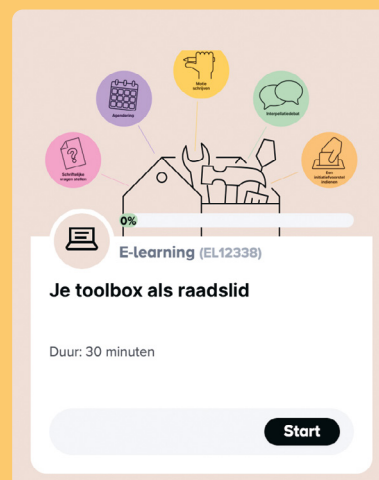 Motie
schrijven
Agendering
Interpellatiedebat
Schriftelijke
vragen stellen
Een
initiatiefvoorstel
indienen
0%
E-learning (EL12338)
Je toolbox als raadslid
Duur: 30 minuten
Start